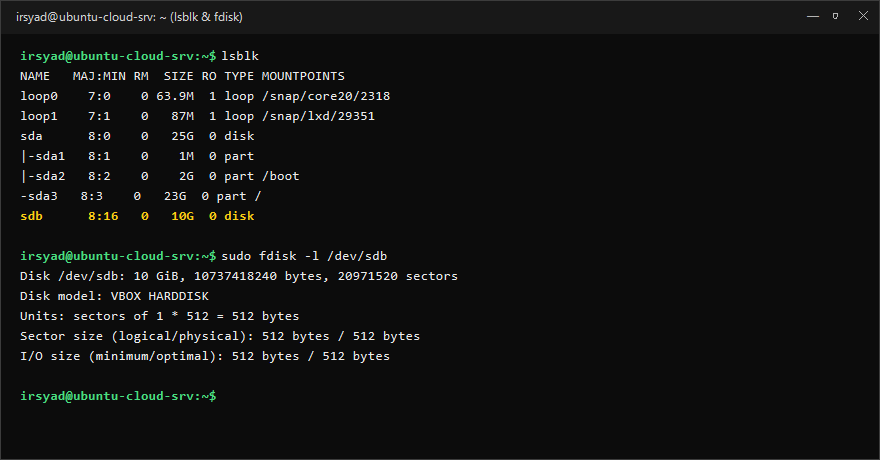 irsyad@ubuntu-cloud-srv: ~ (lsblk & fdisk)
irsyad@ubuntu-cloud-srv:~$ lsblk
NAME   MAJ:MIN RM  SIZE RO TYPE MOUNTPOINTS
loop0    7:0    0 63.9M  1 loop /snap/core20/2318
loop1    7:1    0   87M  1 loop /snap/lxd/29351
sda      8:0    0   25G  0 disk
|-sda1   8:1    0    1M  0 part
|-sda2   8:2    0    2G  0 part /boot
-sda3   8:3    0   23G  0 part /
sdb      8:16   0   10G  0 disk
irsyad@ubuntu-cloud-srv:~$ sudo fdisk -l /dev/sdb
Disk /dev/sdb: 10 GiB, 10737418240 bytes, 20971520 sectors
Disk model: VBOX HARDDISK
Units: sectors of 1 * 512 = 512 bytes
Sector size (logical/physical): 512 bytes / 512 bytes
I/O size (minimum/optimal): 512 bytes / 512 bytes
irsyad@ubuntu-cloud-srv:~$